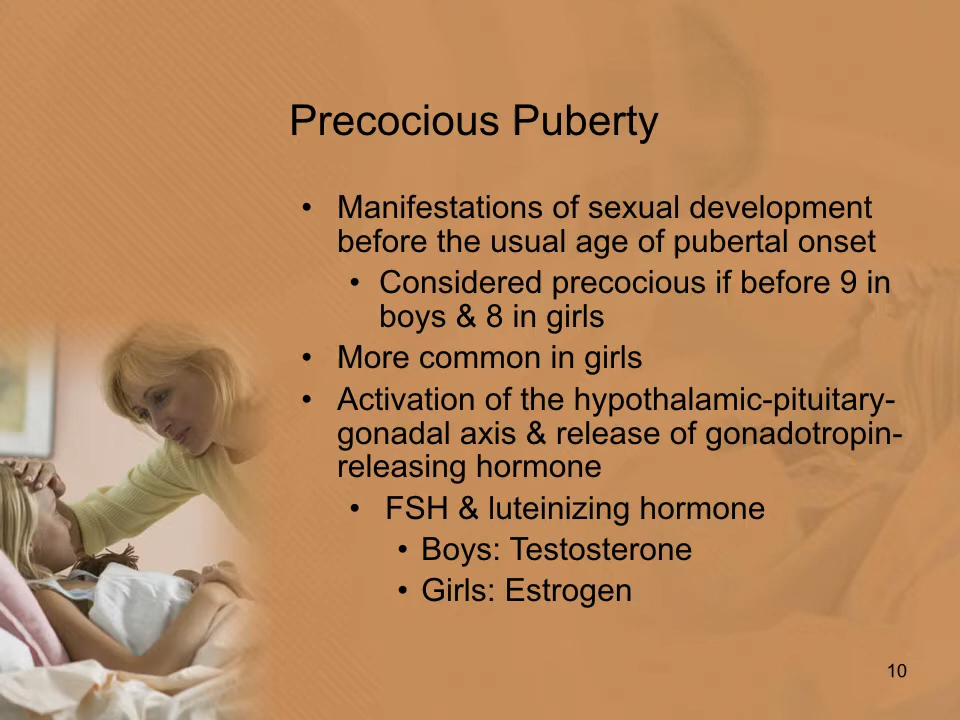 Precocious Puberty
• Manifestations of sexual development
before the usual age of pubertal onset
• Considered precocious if before 9 in
boys & 8 in girls
• More common in girls
• Activation of the hypothalamic-pituitary-
gonadal axis & release of gonadotropin-
releasing hormone
• FSH & luteinizing hormone
• Boys: Testosterone
• Girls: Estrogen
10